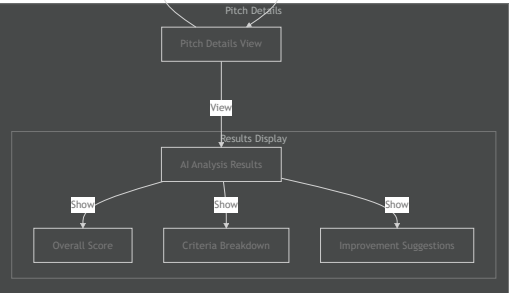 Pitch Details
Pitch Details View
View
Results Display
AI Analysis Results
Show
Show
Show
Overall Score
Criteria Breakdown
Improvement Suggestions